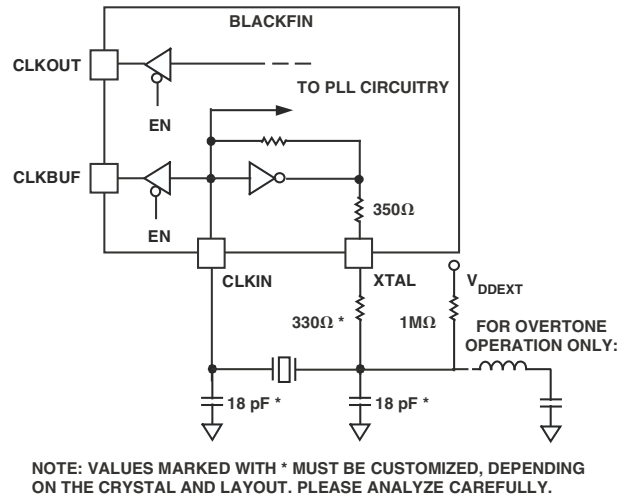 BLACKFIN
CLKOUT
TO PLL CIRCUITRY
EN
CLKBUF
350Ω
EN
CLKIN
XTAL
V_DDEXT
330Ω *
1MΩ
FOR OVERTONE
OPERATION ONLY:
18 pF *
18 pF *
NOTE: VALUES MARKED WITH * MUST BE CUSTOMIZED, DEPENDING
ON THE CRYSTAL AND LAYOUT. PLEASE ANALYZE CAREFULLY.